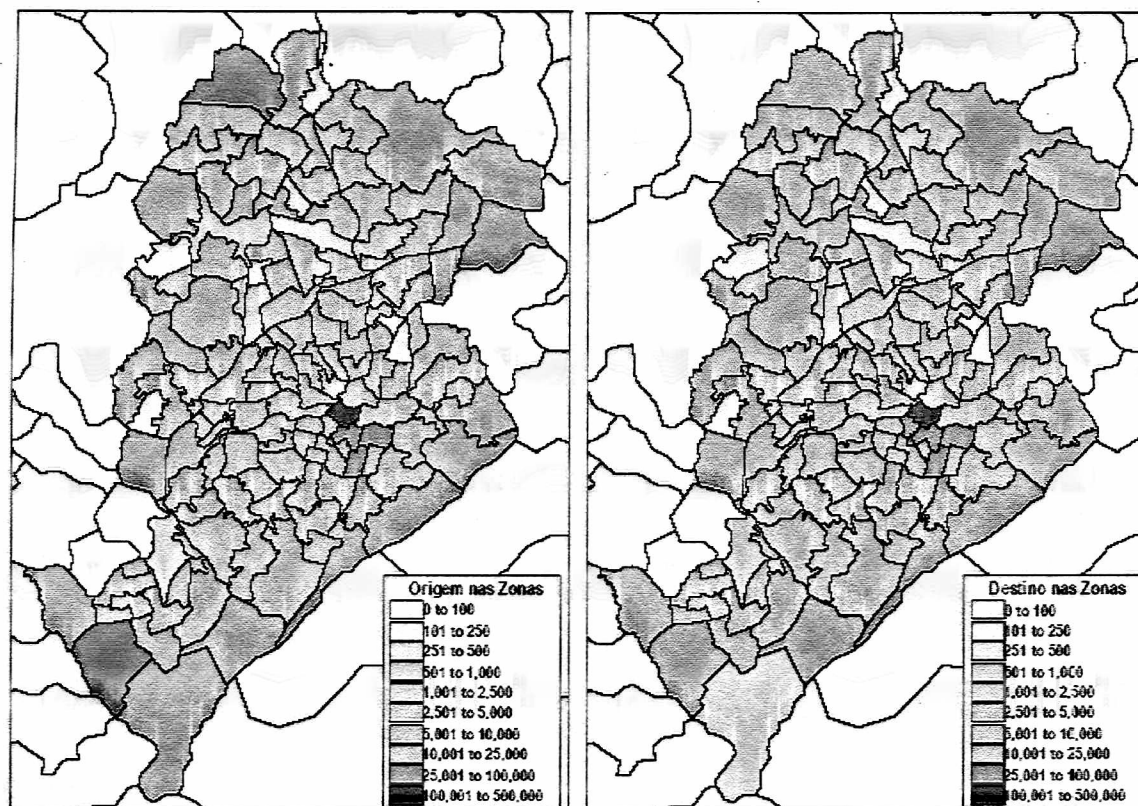 Origem nas Zonas
0 to 100
101 to 250
251 to 500
501 to 1,000
1,001 to 2,500
2,501 to 5,000
5,001 to 10,000
10,001 to 25,000
25,001 to 100,000
100,001 to 500,000
Destino nas Zonas
0 to 100
101 to 250
251 to 500
501 to 1,000
1,001 to 2,500
2,501 to 5,000
5,001 to 10,000
10,001 to 25,000
25,001 to 100,000
100,001 to 500,000